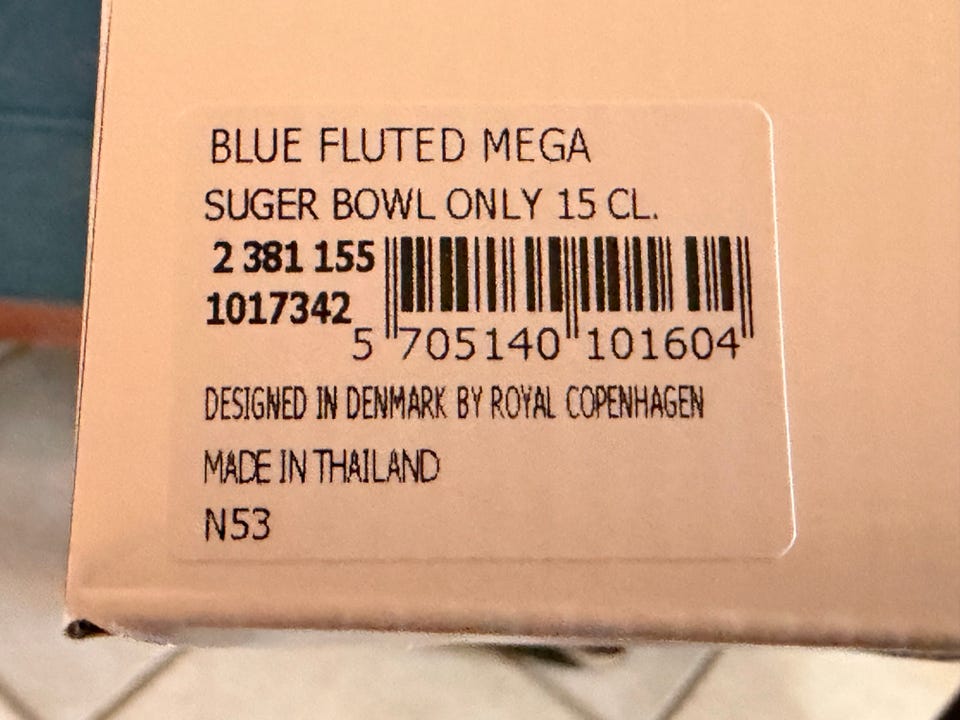 BLUE FLUTED MEGA
SUGER BOWL ONLY 15 CL.
2 381 155
1017342
5 705140 101604
DESIGNED IN DENMARK BY ROYAL COPENHAGEN
MADE IN THAILAND
N53